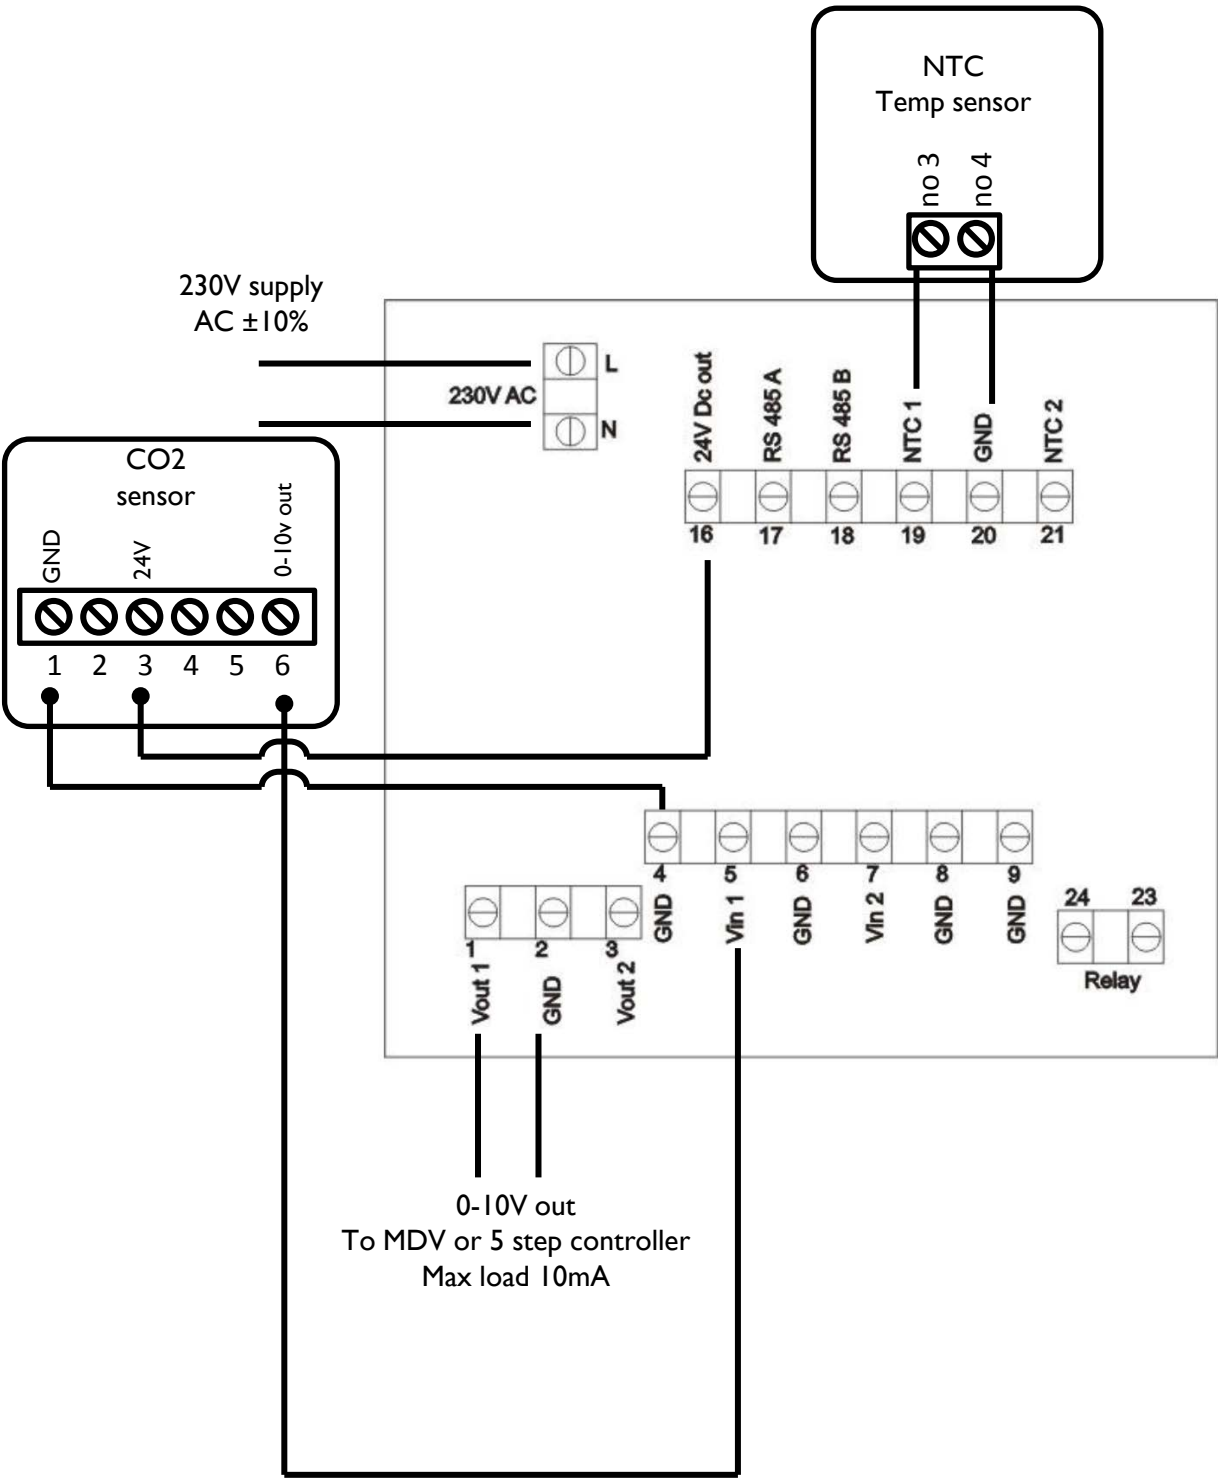 NTC
Temp sensor
no 3
no 4
230V supply
AC ±10%
L
230V AC
N
24V Dc out
RS 485 A
RS 485 B
NTC 1
GND
NTC 2
16
17
18
19
20
21
CO2
sensor
GND
24V
0-10v out
1
2
3
4
5
6
4
5
6
7
8
9
GND
Vin 1
GND
Vin 2
GND
GND
24
23
Relay
1
2
3
Vout 1
GND
Vout 2
0-10V out
To MDV or 5 step controller
Max load 10mA